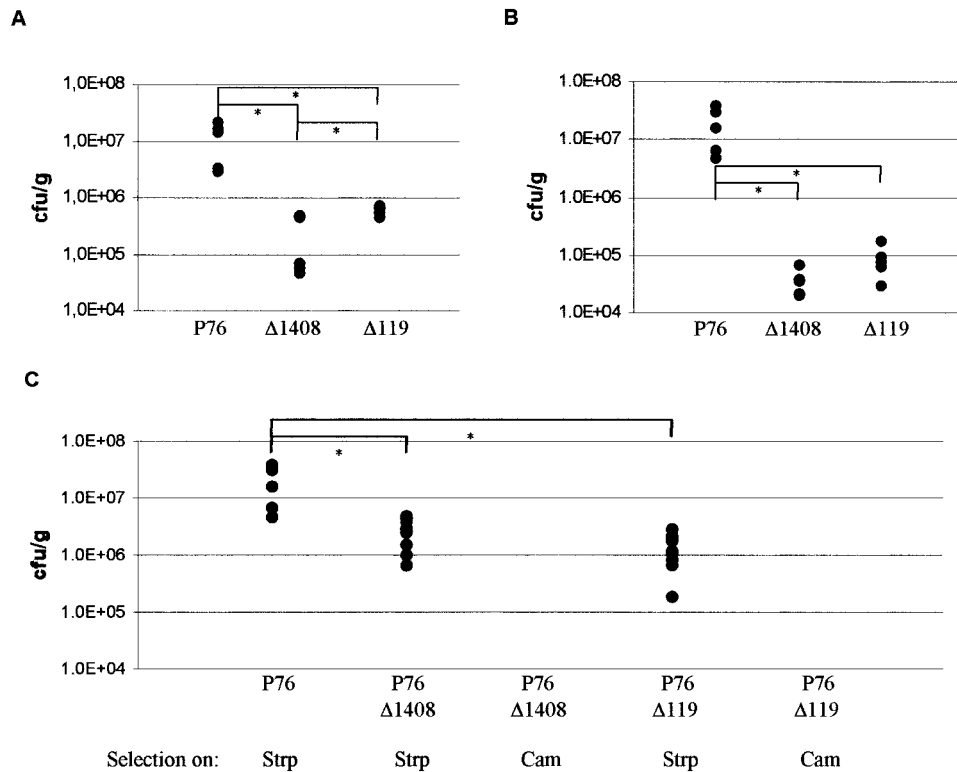 A
1,0E+08
1,0E+07
1,0E+06
1,0E+05
1,0E+04
cfu/g
* * *
P76 Δ1408 Δ119
B
1.0E+08
1.0E+07
1.0E+06
1.0E+05
1.0E+04
cfu/g
* *
P76 Δ1408 Δ119
C
1.0E+08
1.0E+07
1.0E+06
1.0E+05
1.0E+04
cfu/g
* *
P76 P76 P76 P76 P76
Δ1408 Δ1408 Δ119 Δ119
Selection on: Strp Strp Cam Strp Cam